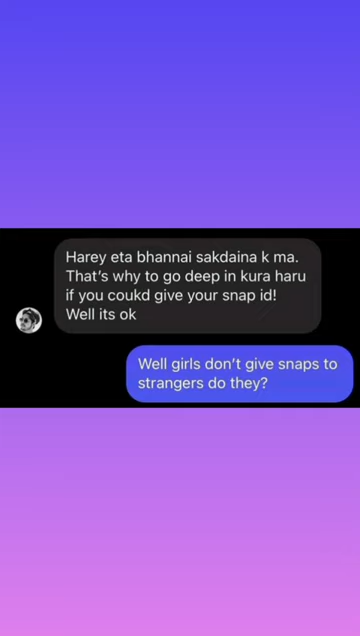 Harey eta bhannai sakdaina k ma.
That's why to go deep in kura haru
if you coukd give your snap id!
Well its ok
Well girls don't give snaps to
strangers do they?